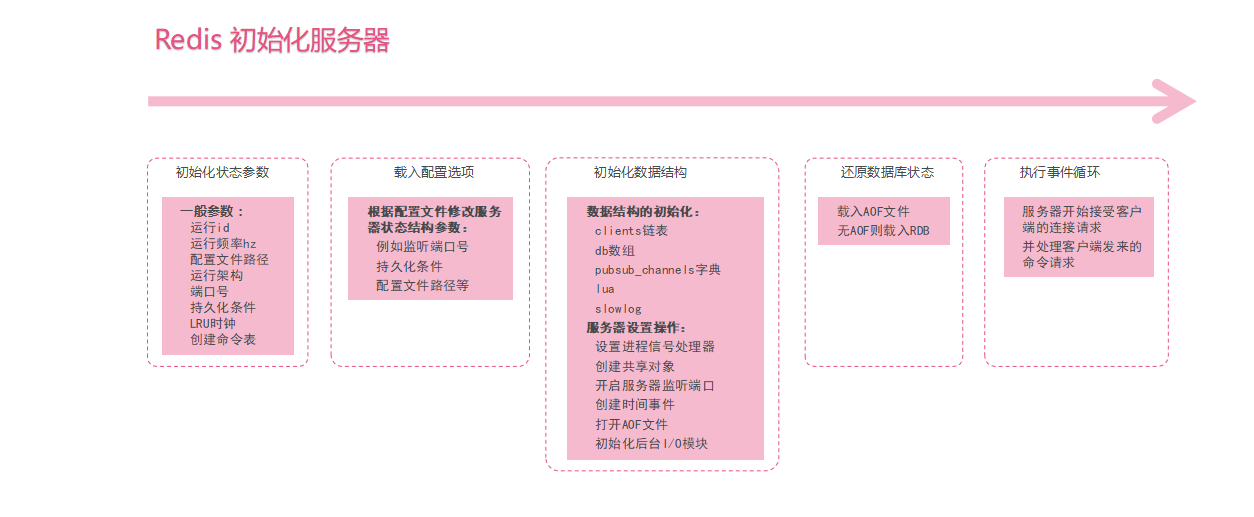 Redis 初始化服务器
初始化状态参数
一般参数：
运行id
运行频率hz
配置文件路径
运行架构
端口号
持久化条件
LRU时钟
创建命令表
载入配置选项
根据配置文件修改服务
器状态结构参数：
例如监听端口号
持久化条件
配置文件路径等
初始化数据结构
数据结构的初始化：
clients链表
db数组
pubsub_channels字典
lua
slowlog
服务器设置操作：
设置进程信号处理器
创建共享对象
开启服务器监听端口
创建时间事件
打开AOF文件
初始化后台I/O模块
还原数据库状态
载入AOF文件
无AOF则载入RDB
执行事件循环
服务器开始接受客户
端的连接请求
并处理客户端发来的
命令请求